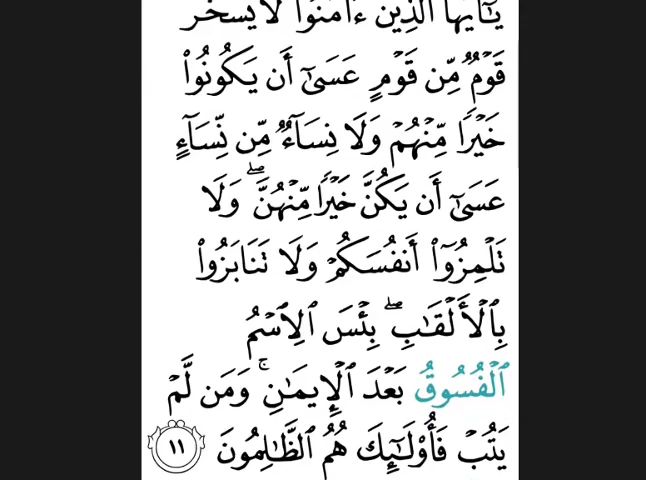 يَـٰٓأَيُّهَا ٱلَّذِينَ ءَامَنُوا۟ لَا يَسْخَرْ
قَوْمٌ مِّن قَوْمٍ عَسَىٰٓ أَن يَكُونُوا۟
خَيْرًا مِّنْهُمْ وَلَا نِسَآءٌ مِّن نِّسَآءٍ
عَسَىٰٓ أَن يَكُنَّ خَيْرًا مِّنْهُنَّ ۖ وَلَا
تَلْمِزُوٓا۟ أَنفُسَكُمْ وَلَا تَنَابَزُوا۟
بِٱلْأَلْقَـٰبِ ۖ بِئْسَ ٱلِٱسْمُ
ٱلْفُسُوقُ بَعْدَ ٱلْإِيمَـٰنِ ۚ وَمَن لَّمْ
يَتُبْ فَأُو۟لَـٰٓئِكَ هُمُ ٱلظَّـٰلِمُونَ ١١